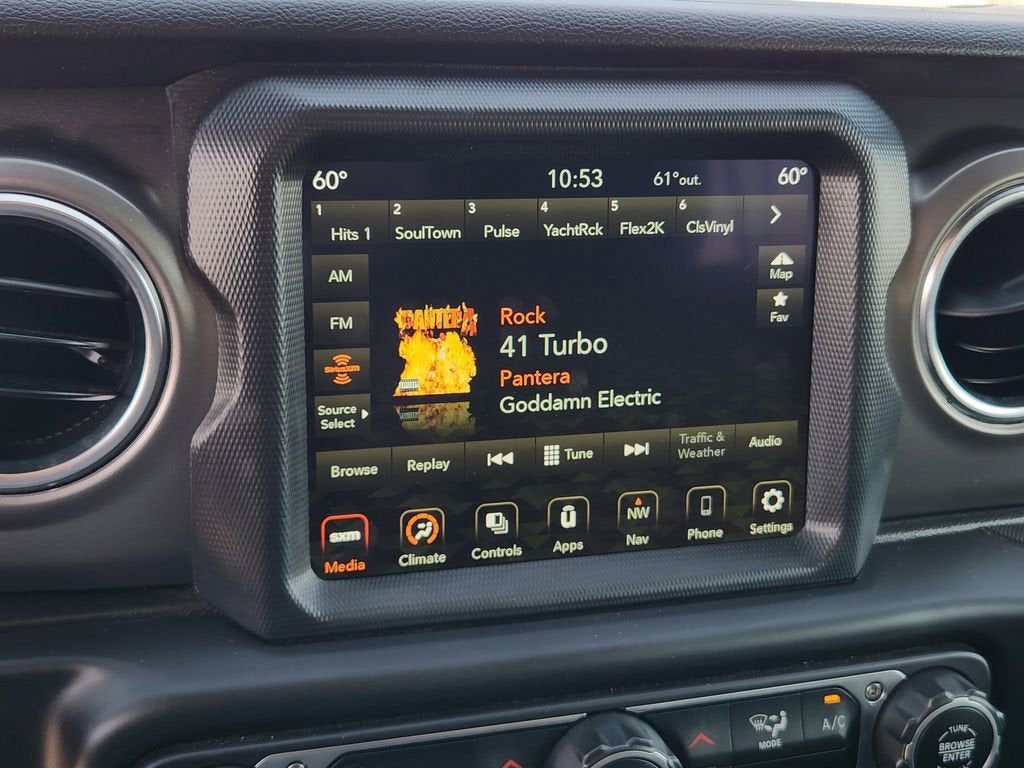 60° 10:53 61°out. 60°
1 2 3 4 5 6
Hits 1 SoulTown Pulse YachtRck Flex2K ClsVinyl
AM
FM
SiriusXM
Source
Select
Map
Fav
PANTERA
Rock
41 Turbo
Pantera
Goddamn Electric
Browse Replay Tune Traffic &
Weather Audio
sxm NW
Media Climate Controls Apps Nav Phone Settings
MODE
A/C
TUNE
BROWSE
ENTER